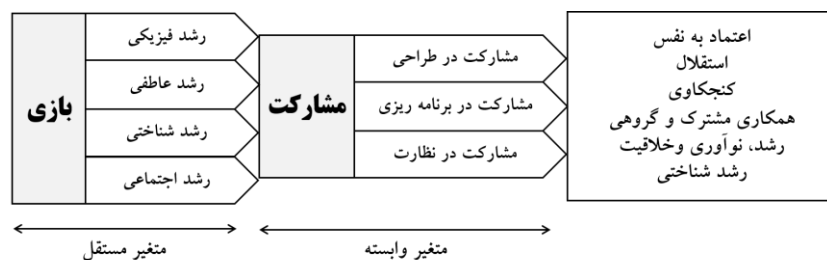 بازی
رشد فیزیکی
رشد عاطفی
رشد شناختی
رشد اجتماعی
مشارکت
مشارکت در طراحی
مشارکت در برنامه ریزی
مشارکت در نظارت
اعتماد به نفس
استقلال
کنجکاوی
همکاری مشترک و گروهی
رشد، نوآوری وخلاقیت
رشد شناختی
متغیر مستقل
متغیر وابسته